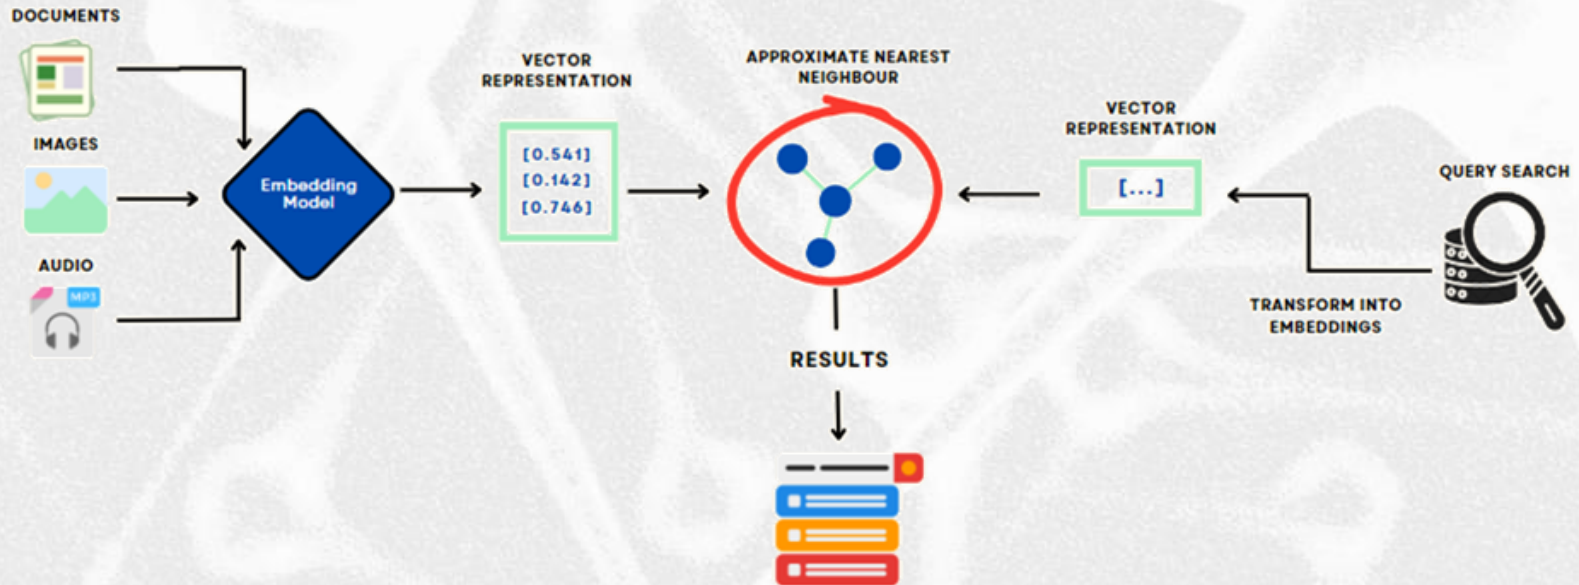 DOCUMENTS
IMAGES
AUDIO
MP3
Embedding
Model
VECTOR
REPRESENTATION
[0.541]
[0.142]
[0.746]
APPROXIMATE NEAREST
NEIGHBOUR
RESULTS
VECTOR
REPRESENTATION
[...]
QUERY SEARCH
TRANSFORM INTO
EMBEDDINGS